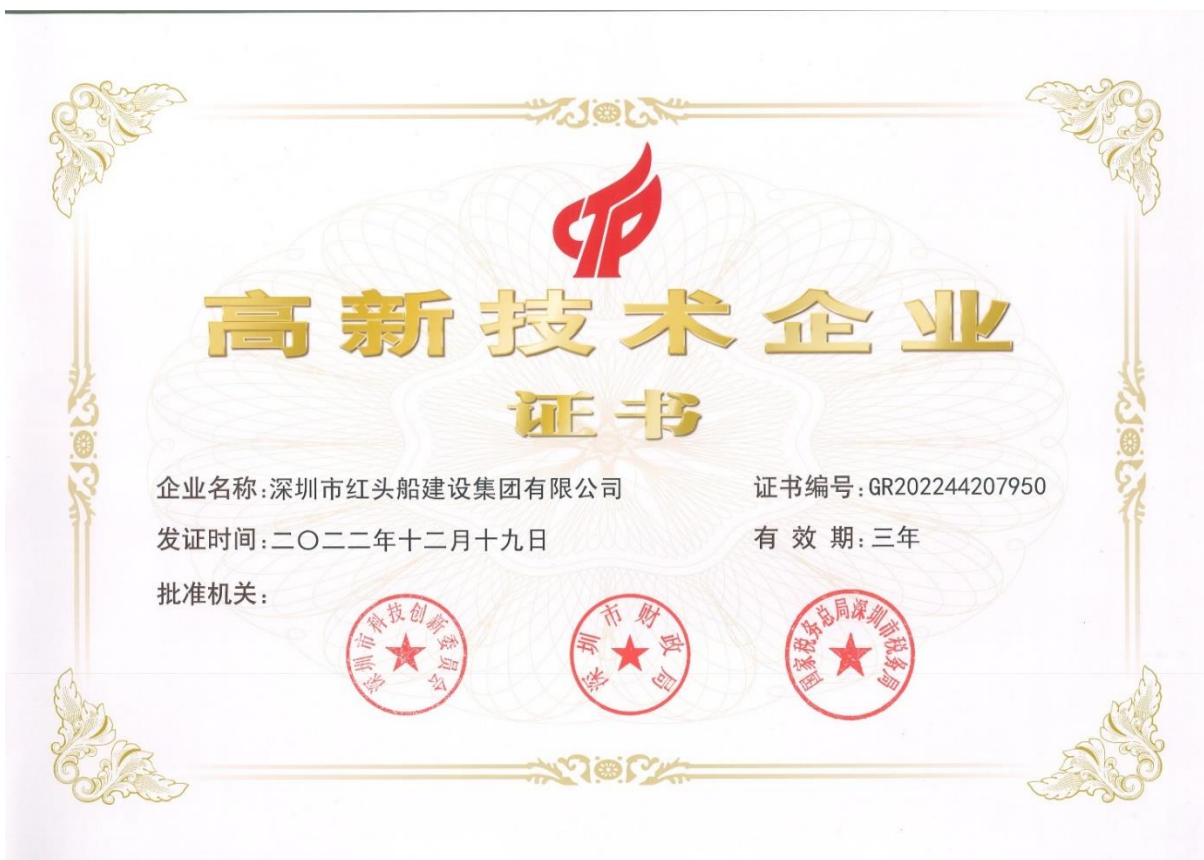 高新技术企业
证书
企业名称:深圳市红头船建设集团有限公司
证书编号:GR202244207950
发证时间:二〇二二年十二月十九日
有效期:三年
批准机关:
深圳市科技创新委员会
深圳市财政局
国家税务总局深圳市税务局